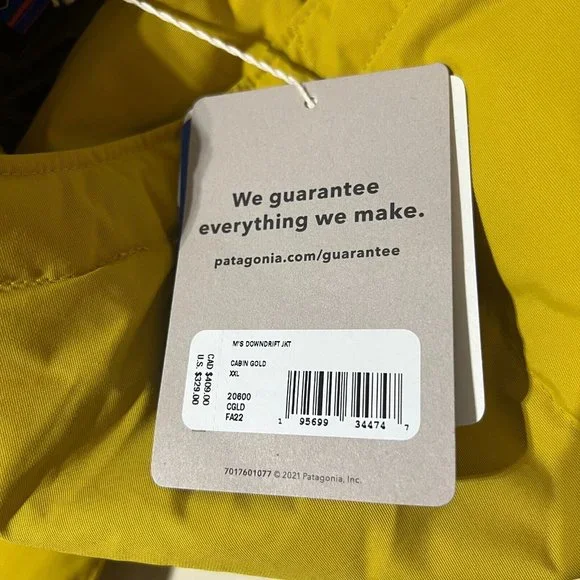 We guarantee
everything we make.
patagonia.com/guarantee
M'S DOWNDRIFT JKT
CABIN GOLD
XXL
20600
CGLD
FA22
CAD $409.00
U.S. $329.00
1 95699 34474 7
7017601077 © 2021 Patagonia, Inc.